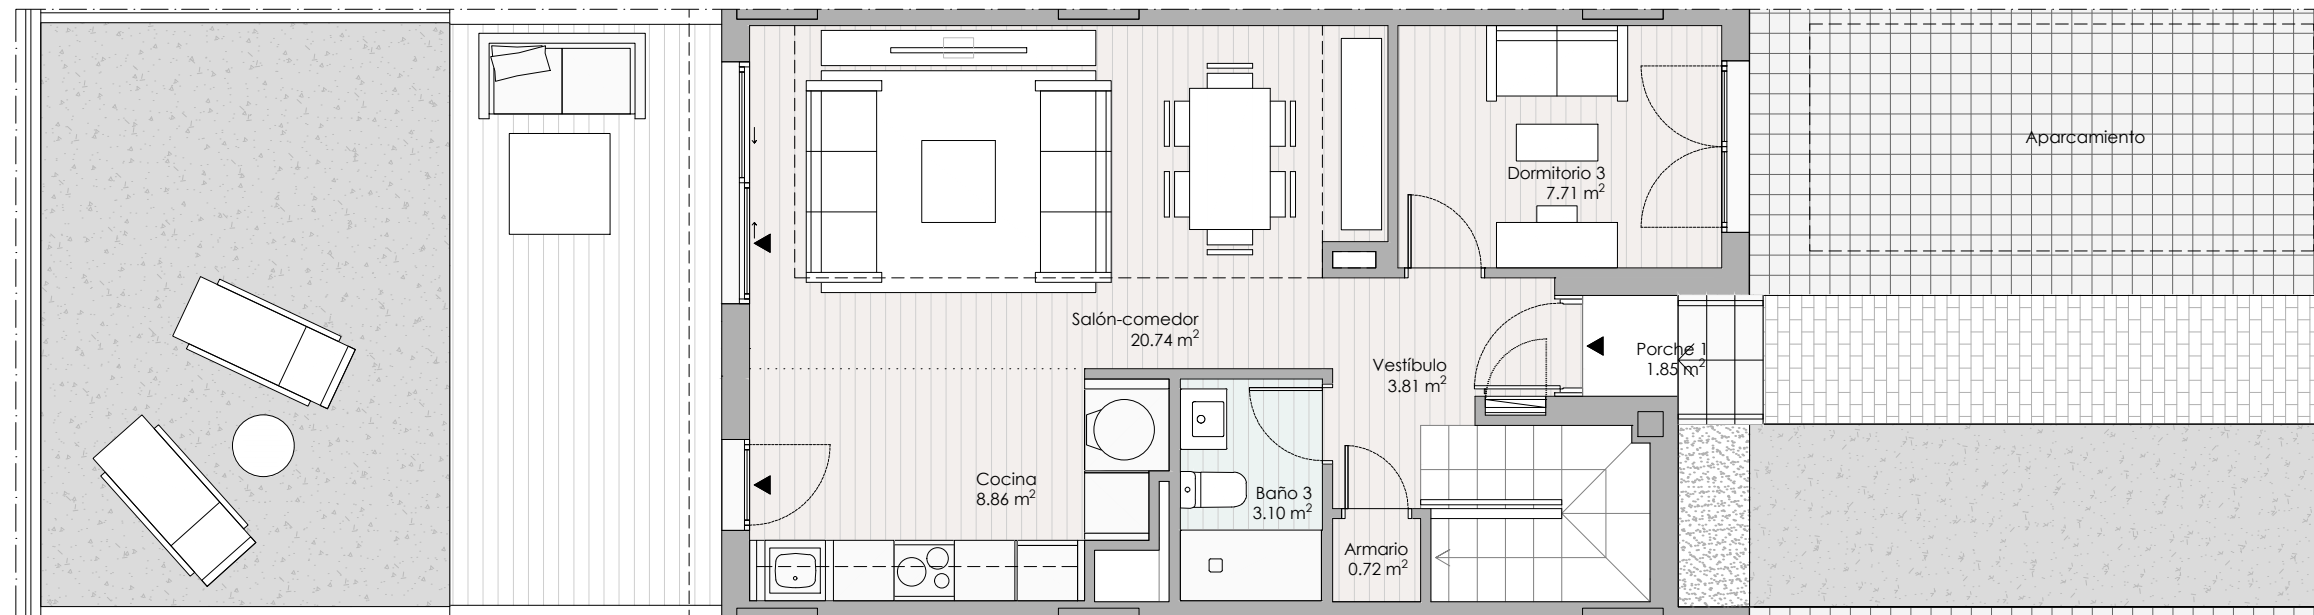 Aparcamiento
Dormitorio 3
7.71 m²
Salón-comedor
20.74 m²
Vestíbulo
3.81 m²
Porche 1
1.85 m²
Cocina
8.86 m²
Baño 3
3.10 m²
Armario
0.72 m²